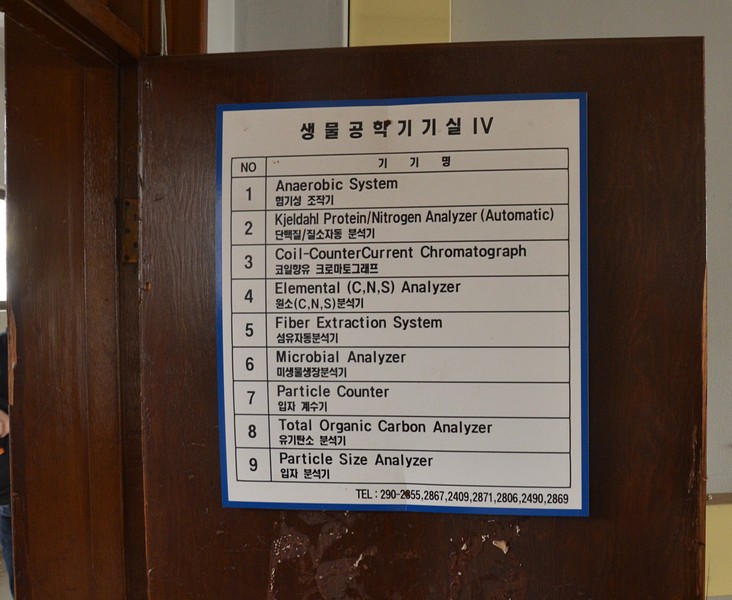 생물공학기기실 IV
NO 기 기 명
1 Anaerobic System
혐기성 조작기
2 Kjeldahl Protein/Nitrogen Analyzer (Automatic)
단백질/질소자동 분석기
3 Coil-CounterCurrent Chromatograph
코일향유 크로마토그래프
4 Elemental (C,N,S) Analyzer
원소(C,N,S)분석기
5 Fiber Extraction System
섬유자동분석기
6 Microbial Analyzer
미생물생장분석기
7 Particle Counter
입자 계수기
8 Total Organic Carbon Analyzer
유기탄소 분석기
9 Particle Size Analyzer
입자 분석기
TEL : 290-2855,2867,2409,2871,2806,2490,2869